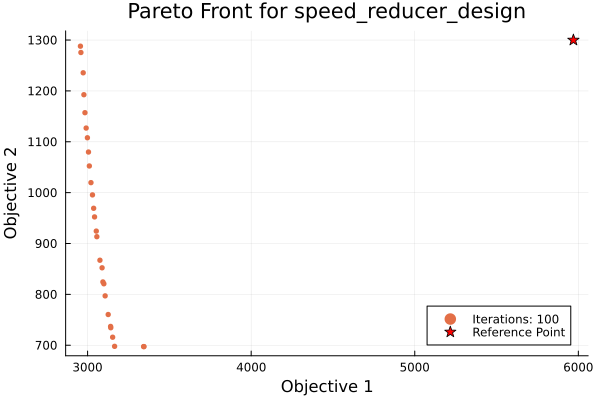 Pareto Front for speed_reducer_design
1300
1200
1100
1000
900
800
700
Objective 2
3000
4000
5000
6000
Objective 1
Iterations: 100
Reference Point